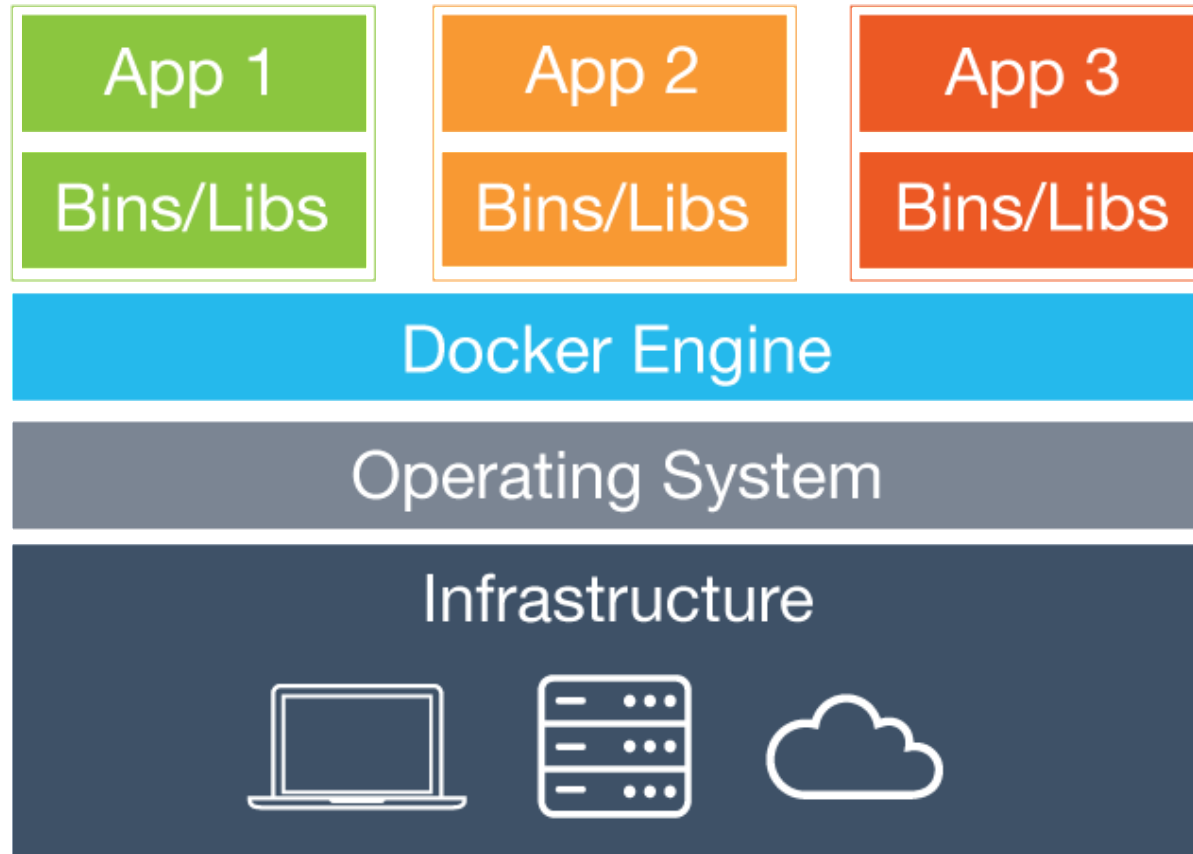 App 1
App 2
App 3
Bins/Libs
Bins/Libs
Bins/Libs
Docker Engine
Operating System
Infrastructure